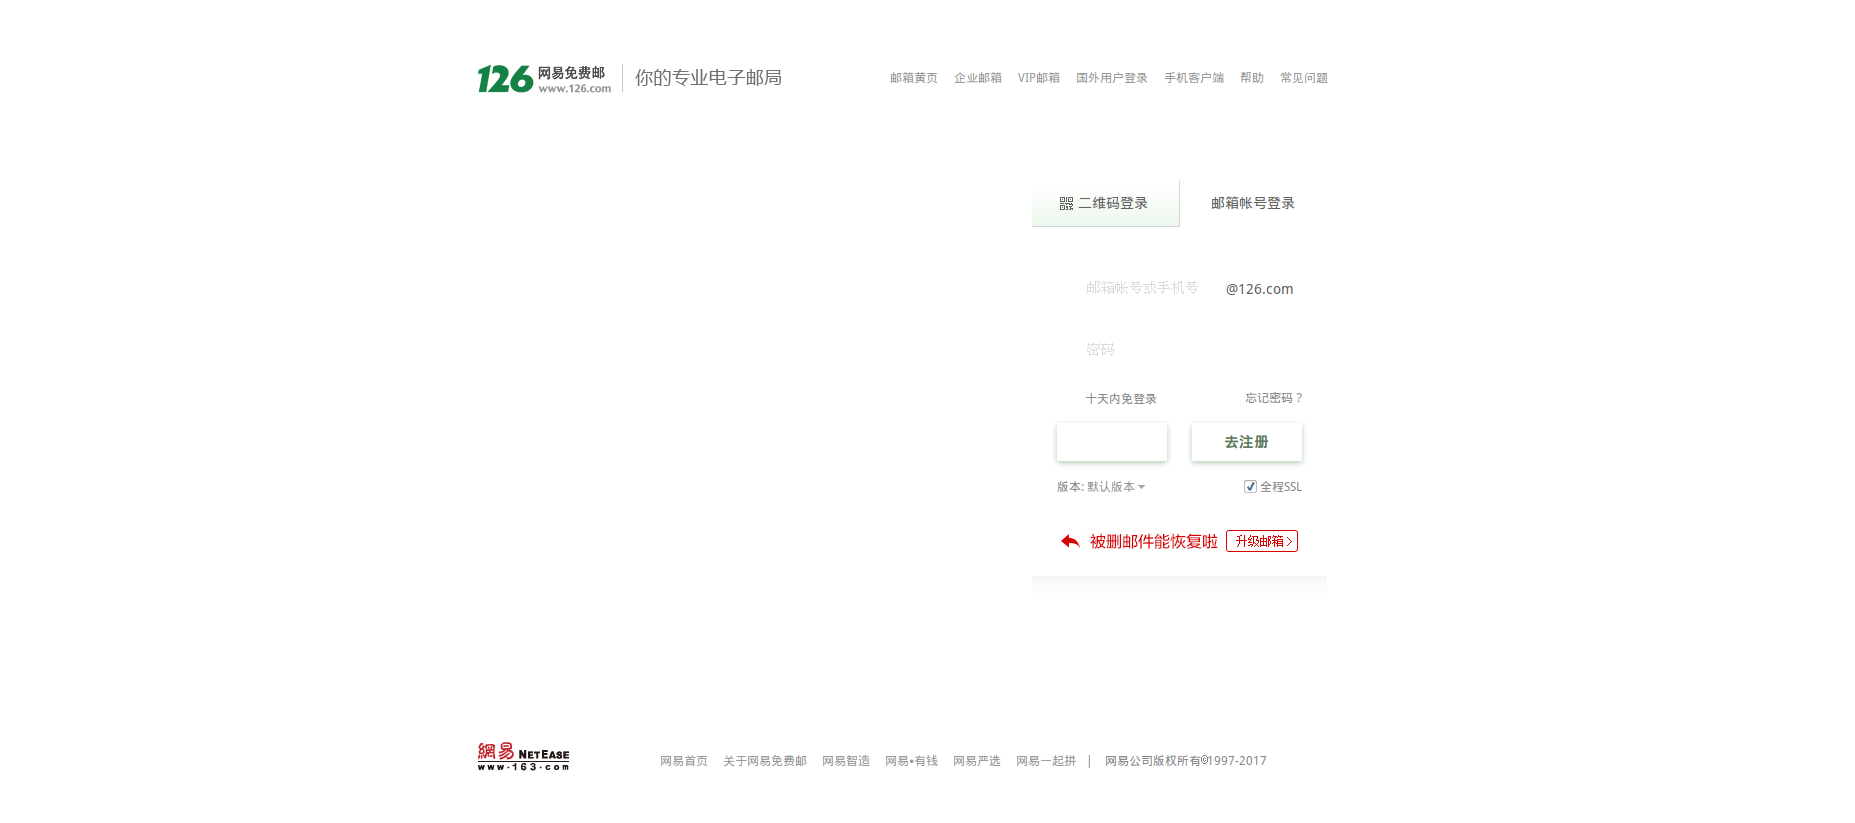 126 网易免费邮 www.126.com 你的专业电子邮局 邮箱黄页 企业邮箱 VIP邮箱 国外用户登录 手机客户端 帮助 常见问题
二维码登录 邮箱帐号登录
邮箱帐号或手机号 @126.com
密码
十天内免登录 忘记密码？
去注册
版本: 默认版本 全程SSL
被删邮件能恢复啦 升级邮箱
網易 NETEASE www.163.com 网易首页 关于网易免费邮 网易智造 网易•有钱 网易严选 网易一起拼 | 网易公司版权所有©1997-2017